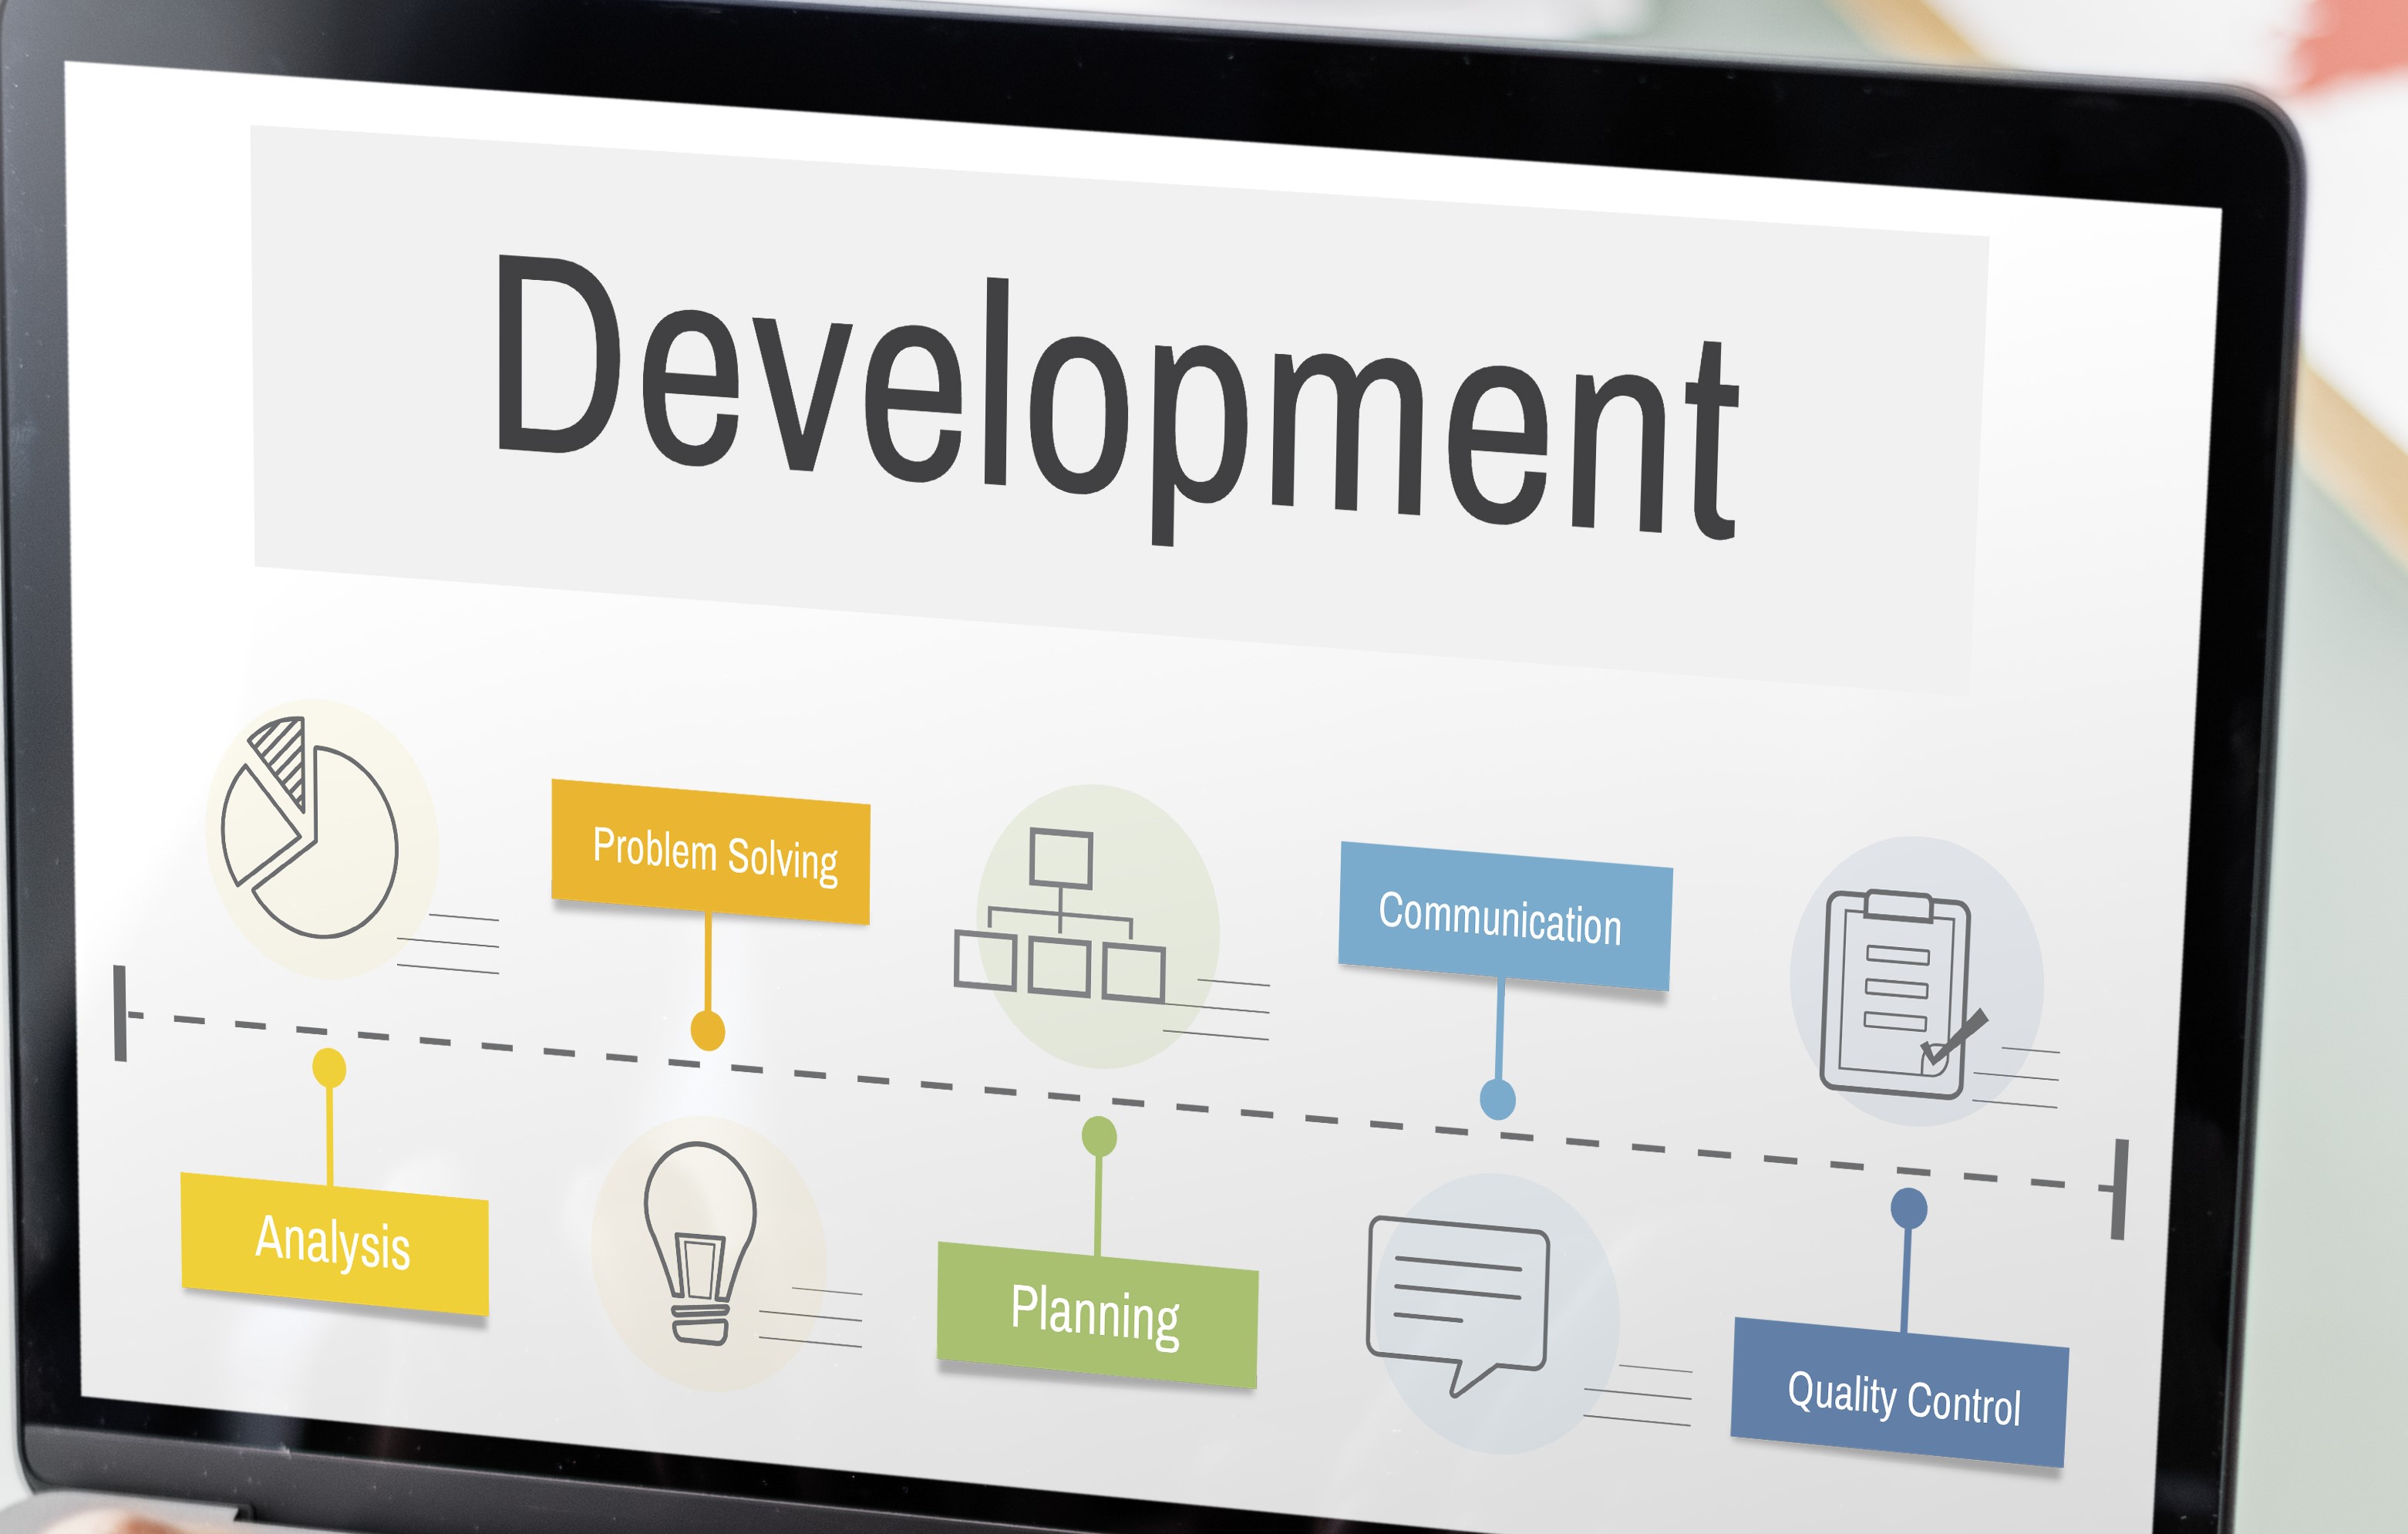 Development
Problem Solving
Communication
Analysis
Planning
Quality Control